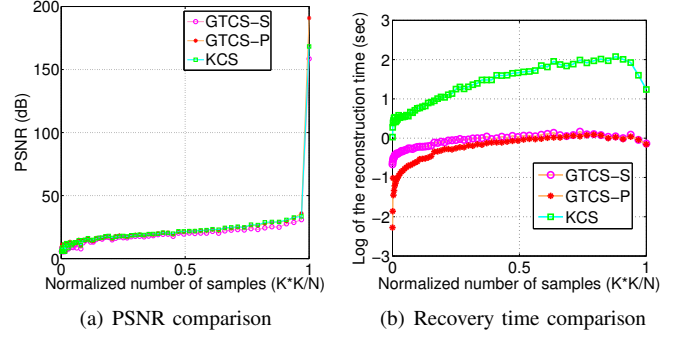 200
150
100
50
0
PSNR (dB)
GTCS-S
GTCS-P
KCS
0
0.5
1
Normalized number of samples (K*K/N)
(a) PSNR comparison
3
2
1
0
−1
−2
−3
Log of the reconstruction time (sec)
GTCS-S
GTCS-P
KCS
0
0.5
1
Normalized number of samples (K*K/N)
(b) Recovery time comparison